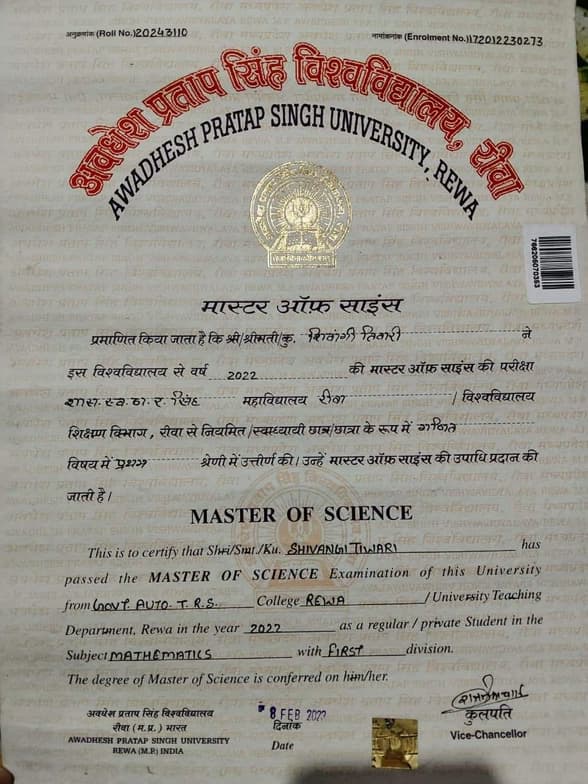 अनुक्रमांक (Roll No.) 20243110
नामांकनांक (Enrolment No.) 172012230273
अवधेश प्रताप सिंह विश्वविद्यालय, रीवा
AWADHESH PRATAP SINGH UNIVERSITY, REWA
766205070353
मास्टर ऑफ़ साइंस
प्रमाणित किया जाता है कि श्री/श्रीमती/कु. शिवांगी तिवारी ने
इस विश्वविद्यालय से वर्ष 2022 की मास्टर ऑफ़ साइंस की परीक्षा
शास. स्व. ठा. र. सिंह महाविद्यालय रीवा / विश्वविद्यालय
शिक्षण विभाग, रीवा से नियमित/स्वाध्यायी छात्र/छात्रा के रूप में गणित
विषय में प्रथम श्रेणी में उत्तीर्ण की। उन्हें मास्टर ऑफ़ साइंस की उपाधि प्रदान की
जाती है।
MASTER OF SCIENCE
This is to certify that Shri/Smt./Ku. SHIVANGI TIWARI has
passed the MASTER OF SCIENCE Examination of this University
from GOVT AUTO. T.R.S. College REWA / University Teaching
Department, Rewa in the year 2022 as a regular / private Student in the
Subject MATHEMATICS with FIRST division.
The degree of Master of Science is conferred on him/her.
अवधेश प्रताप सिंह विश्वविद्यालय
रीवा (म.प्र.) भारत
AWADHESH PRATAP SINGH UNIVERSITY
REWA (M.P.) INDIA
8 FEB 2023
दिनांक
Date
कुलपति
Vice-Chancellor